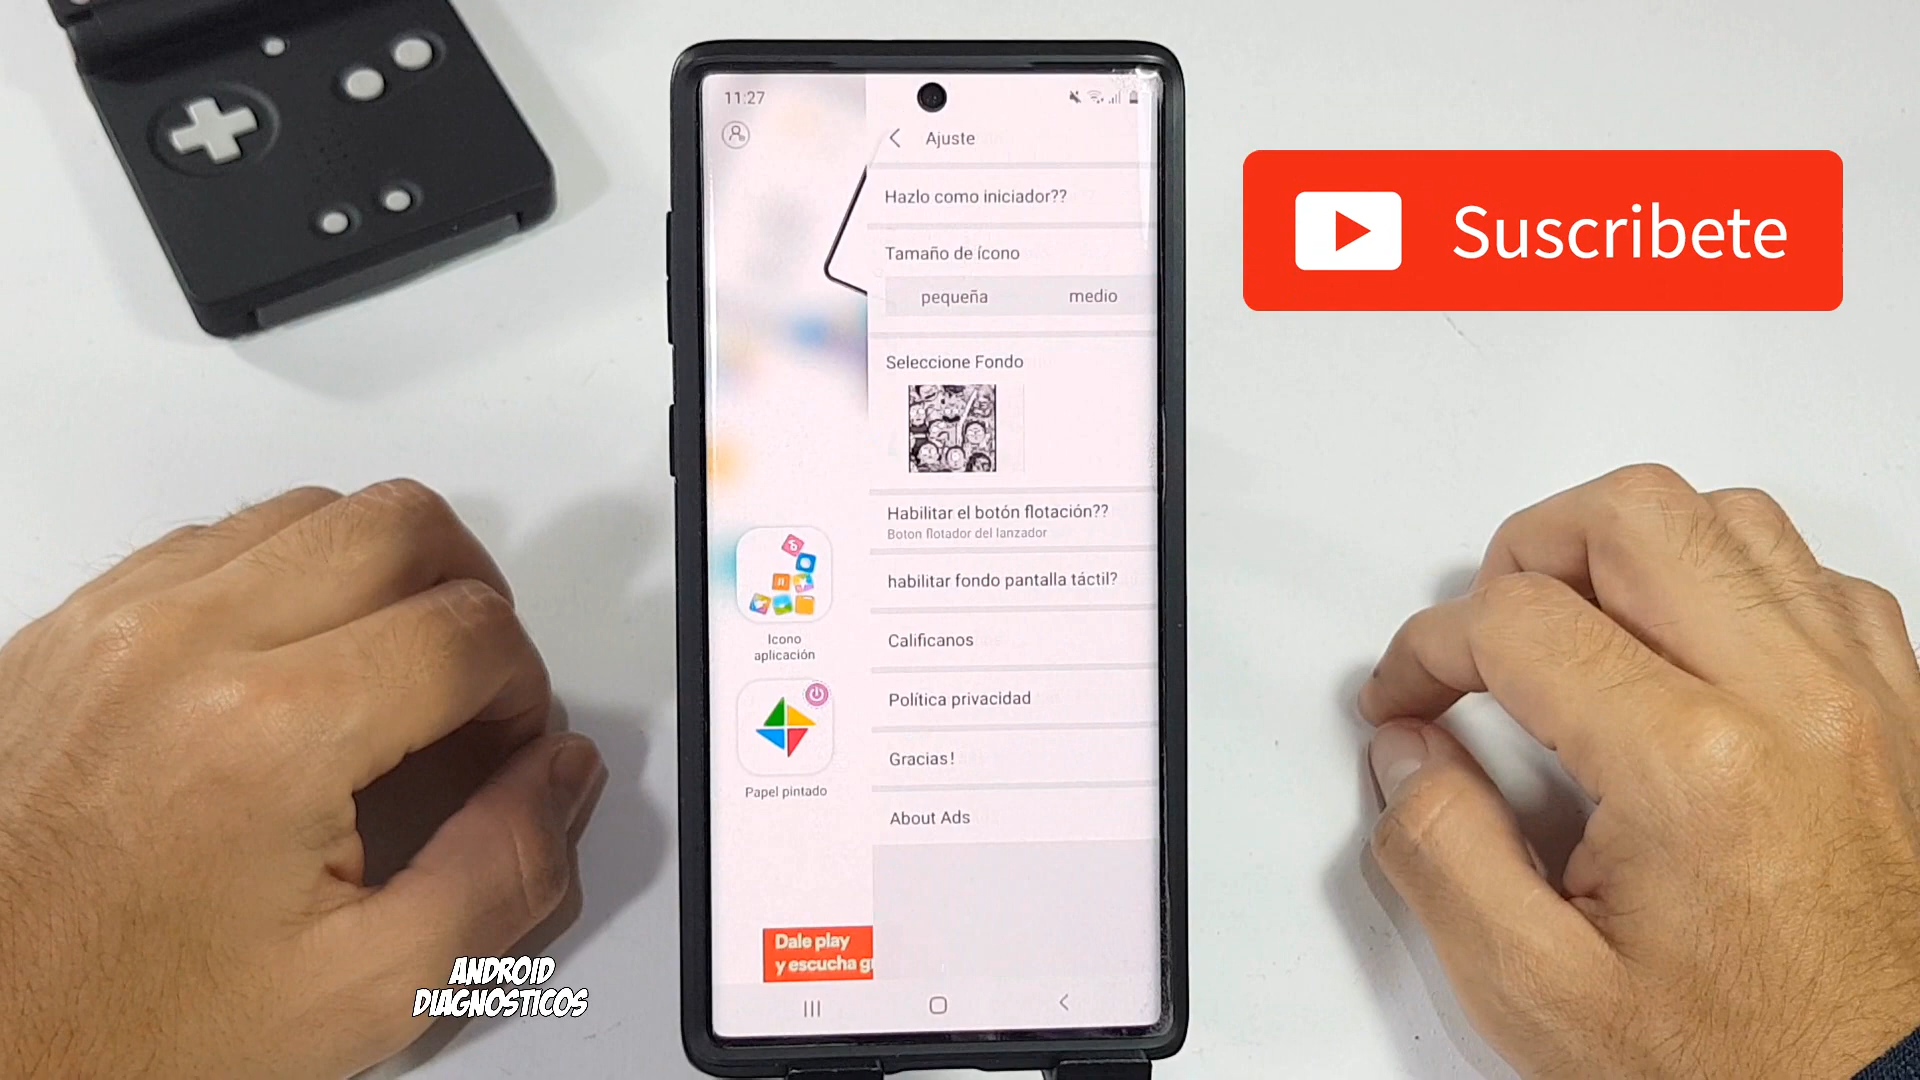 11:27
Ajuste
Hazlo como iniciador??
Tamaño de ícono
pequeña medio
Seleccione Fondo
Habilitar el botón flotación??
Boton flotador del lanzador
habilitar fondo pantalla táctil?
Calificanos
Política privacidad
Gracias!
About Ads
Icono
aplicación
Papel pintado
Dale play
y escucha g
Suscribete
ANDROID
DIAGNOSTICOS